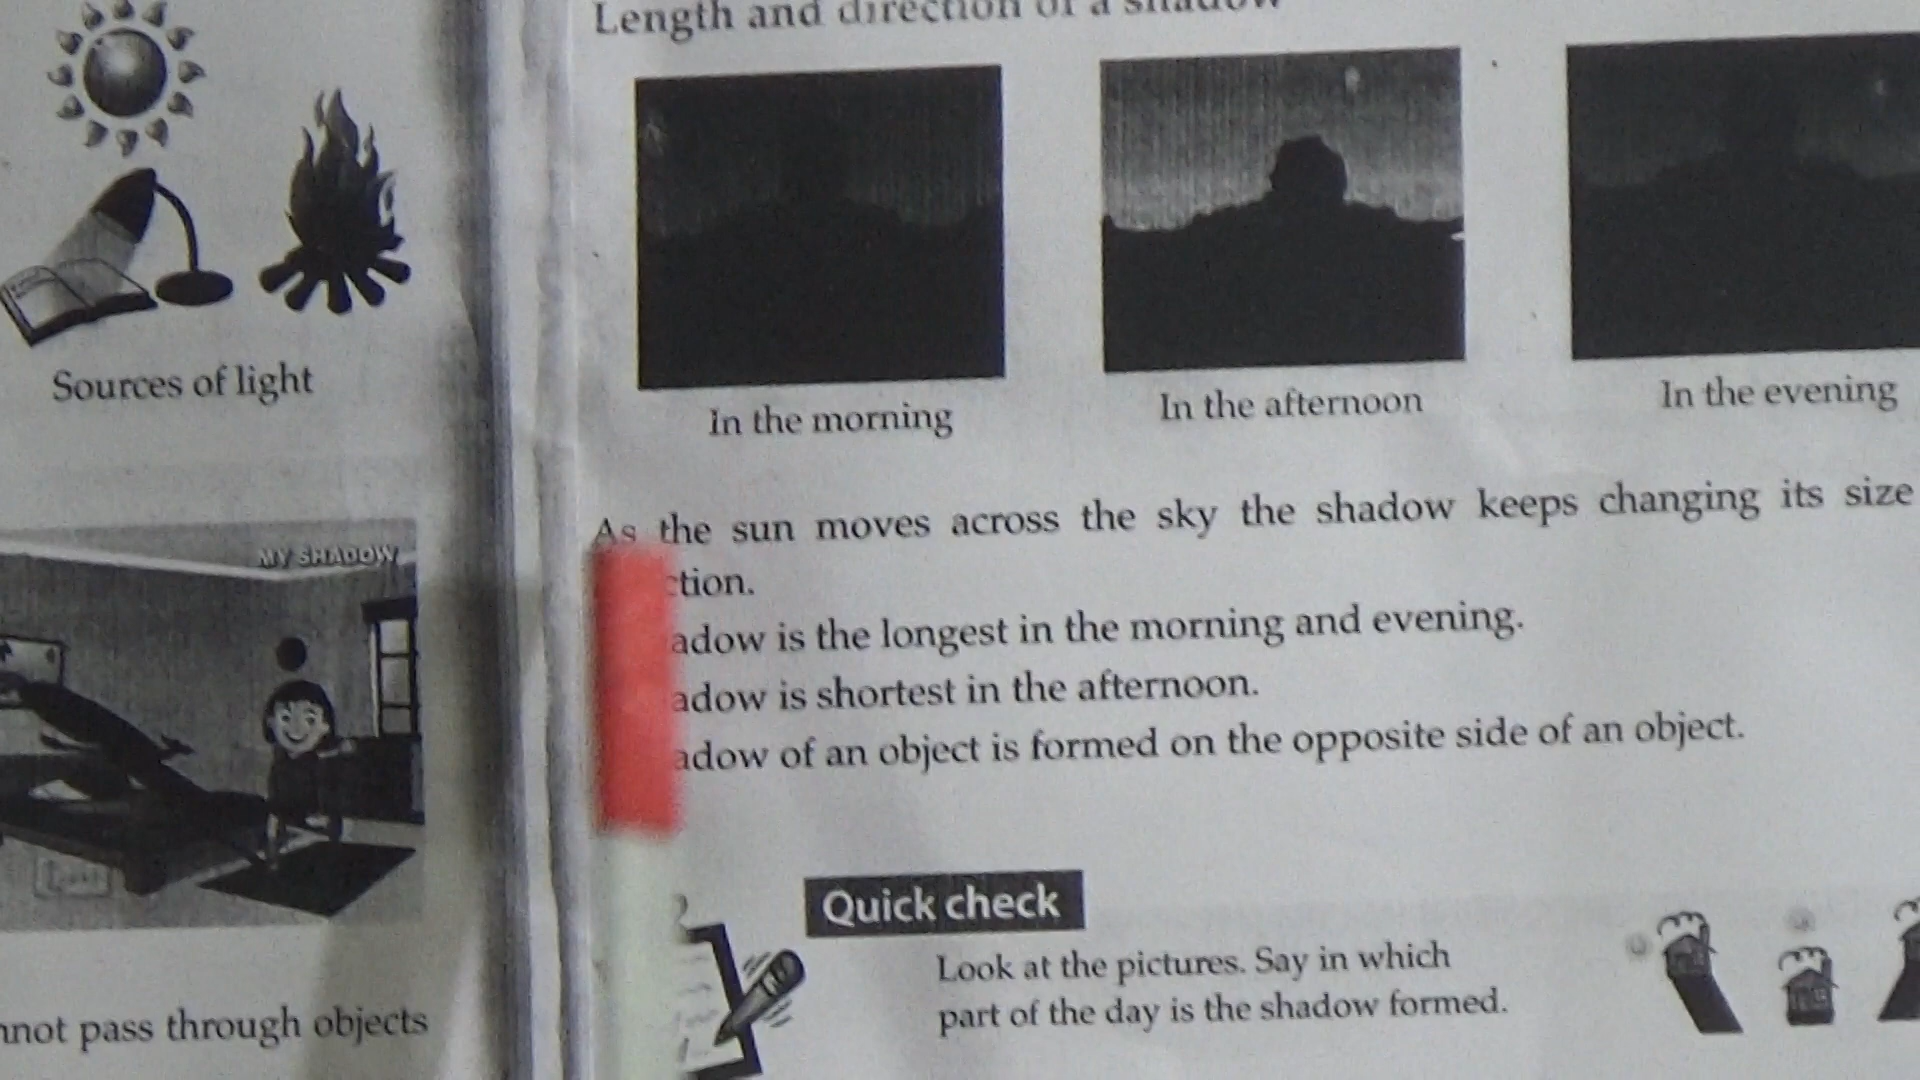 Sources of light
MY SHADOW
not pass through objects
Length and direction of a shadow
In the morning
In the afternoon
In the evening
As the sun moves across the sky the shadow keeps changing its size
ction.
adow is the longest in the morning and evening.
adow is shortest in the afternoon.
adow of an object is formed on the opposite side of an object.
Quick check
Look at the pictures. Say in which
part of the day is the shadow formed.